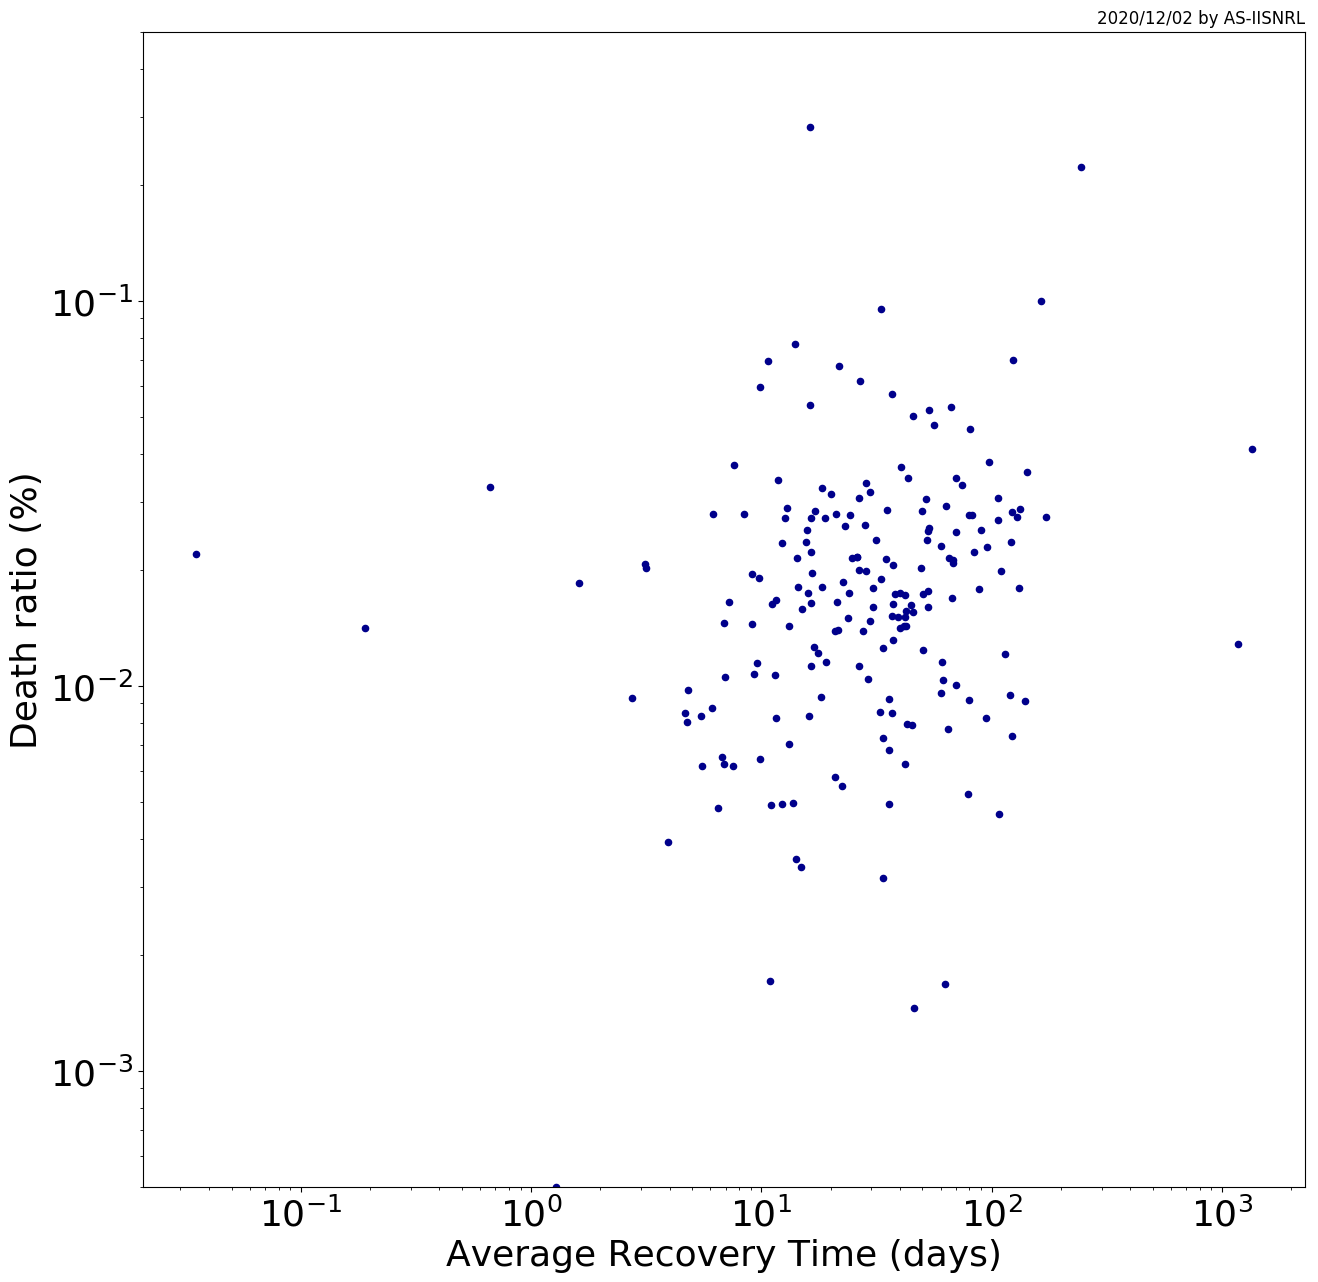 2020/12/02 by AS-IISNRL
Death ratio (%)
10⁻¹
10⁻²
10⁻³
10⁻¹ 10⁰ 10¹ 10² 10³
Average Recovery Time (days)